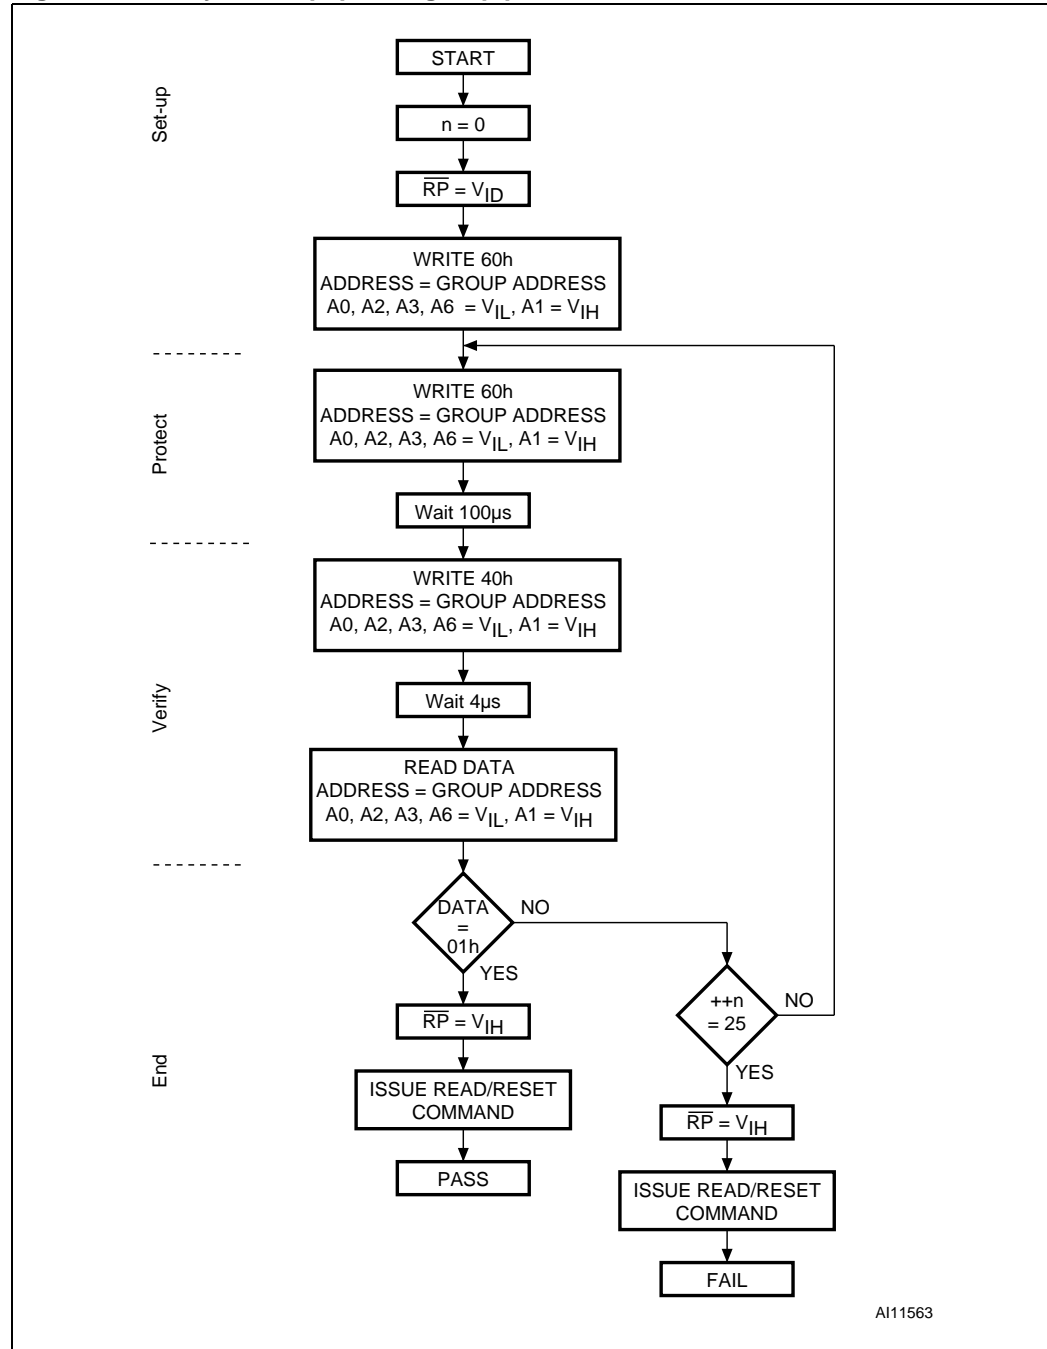 START
Set-up
n = 0
RP = VID
WRITE 60h
ADDRESS = GROUP ADDRESS
A0, A2, A3, A6 = VIL, A1 = VIH
Protect
WRITE 60h
ADDRESS = GROUP ADDRESS
A0, A2, A3, A6 = VIL, A1 = VIH
Wait 100µs
WRITE 40h
ADDRESS = GROUP ADDRESS
A0, A2, A3, A6 = VIL, A1 = VIH
Verify
Wait 4µs
READ DATA
ADDRESS = GROUP ADDRESS
A0, A2, A3, A6 = VIL, A1 = VIH
DATA
=
01h
NO
YES
++n
= 25
NO
YES
End
RP = VIH
ISSUE READ/RESET
COMMAND
PASS
RP = VIH
ISSUE READ/RESET
COMMAND
FAIL
AI11563